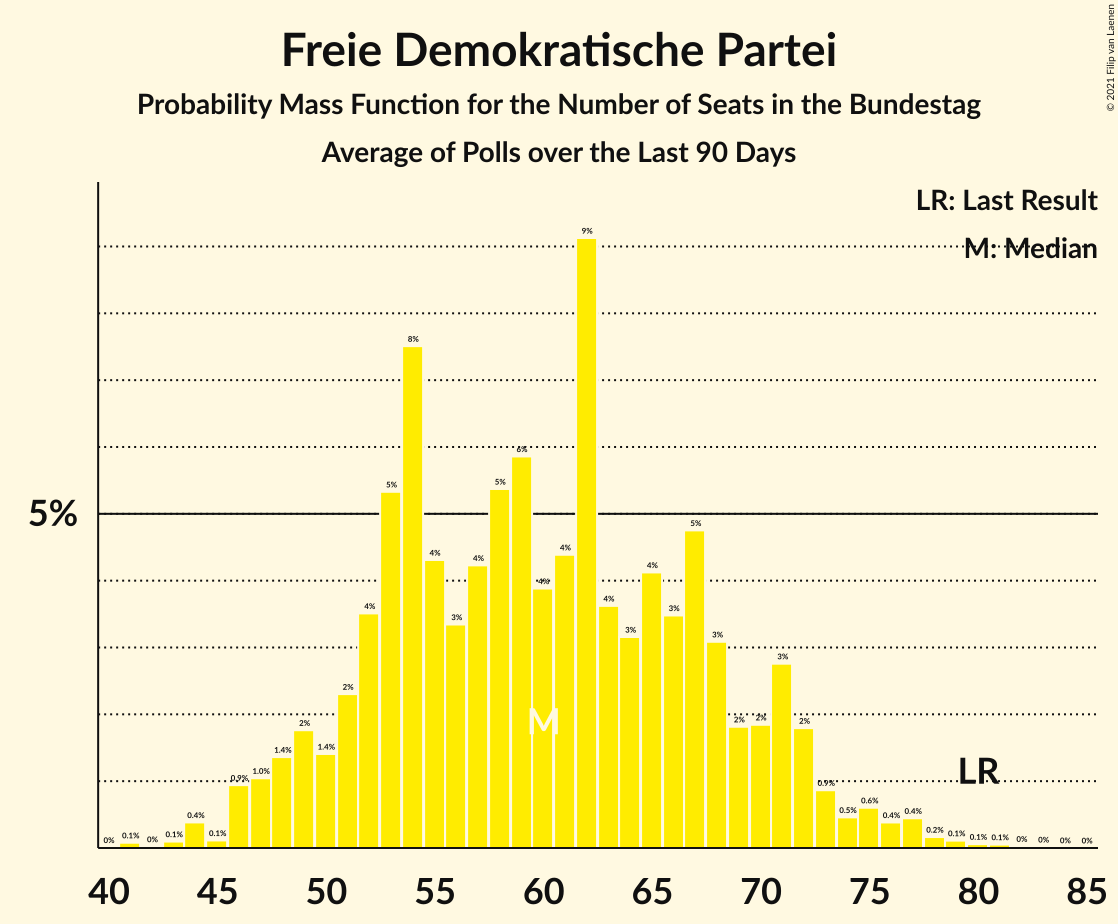 Freie Demokratische Partei
Probability Mass Function for the Number of Seats in the Bundestag
Average of Polls over the Last 90 Days
© 2021 Filip van Laenen
LR: Last Result
M: Median
5%
0% 0.1% 0% 0.1% 0.4% 0.1% 0.9% 1.0% 1.4% 2% 1.4% 2% 4% 5% 8% 4% 3% 4% 5% 6% 4% 4% 9% 4% 3% 4% 3% 5% 3% 2% 2% 3% 2% 0.9% 0.5% 0.6% 0.4% 0.4% 0.2% 0.1% 0.1% 0.1% 0% 0% 0% 0%
M
LR
40 45 50 55 60 65 70 75 80 85